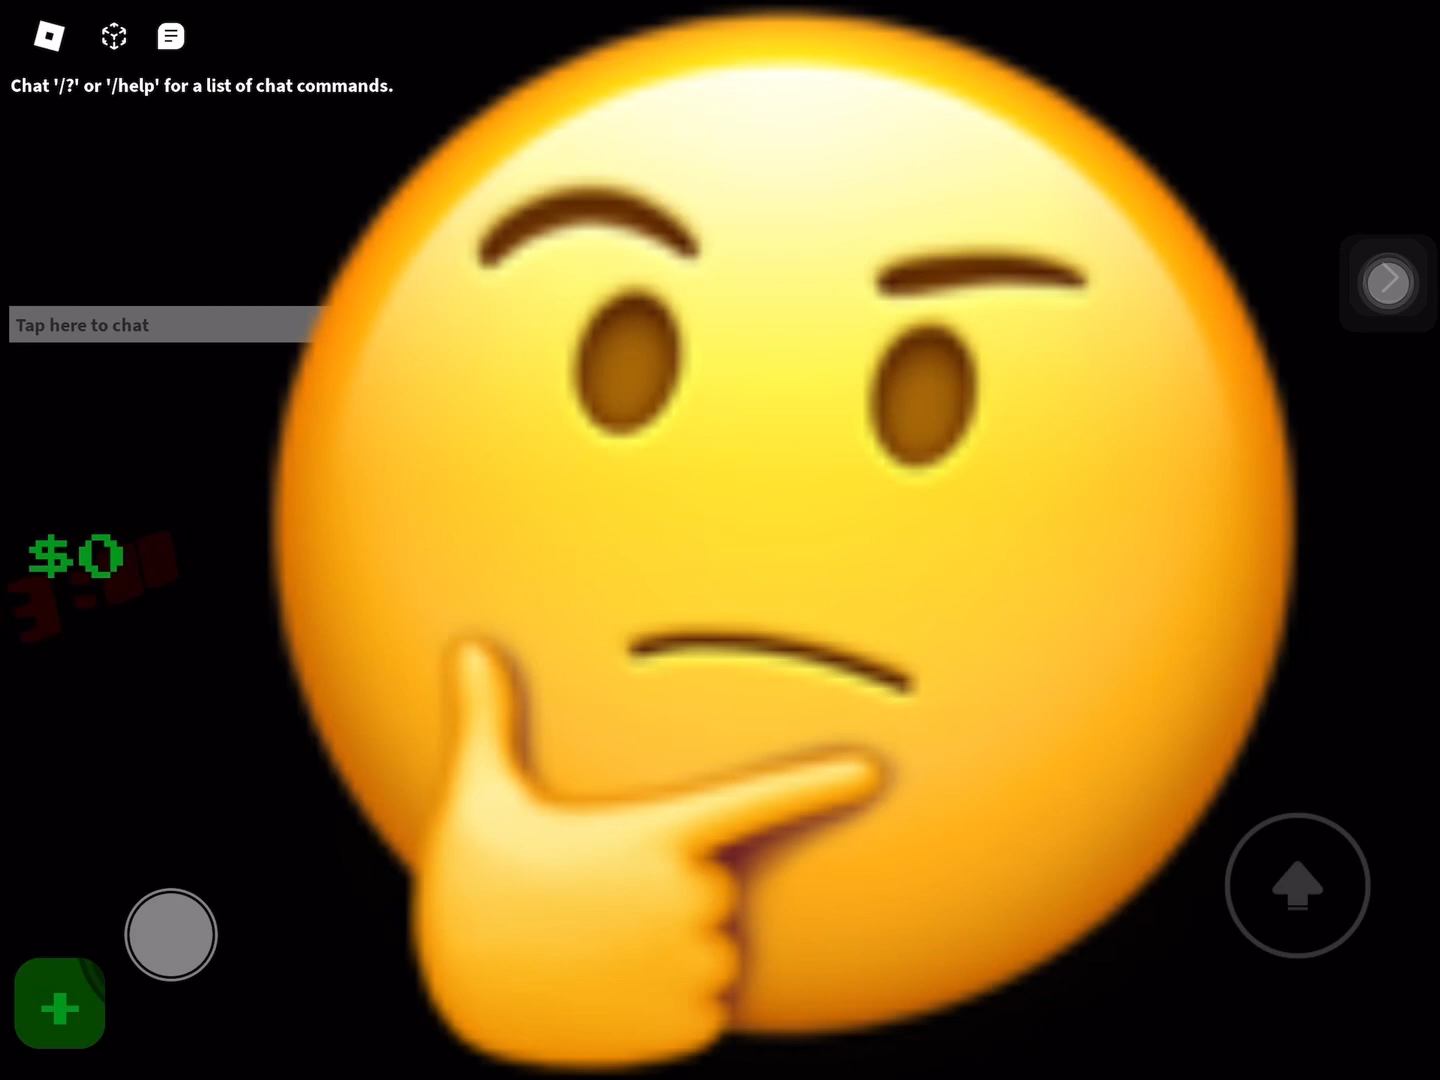 Chat '/?' or '/help' for a list of chat commands.
Tap here to chat
$0